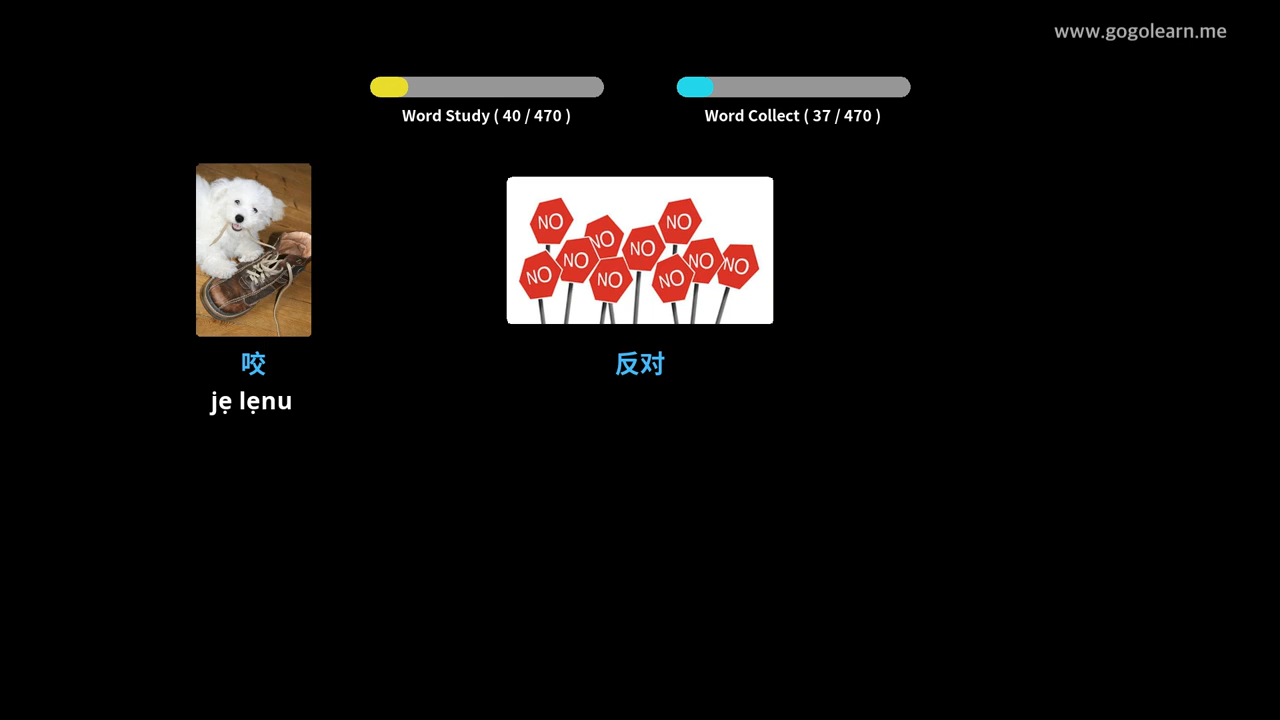 www.gogolearn.me
Word Study ( 40 / 470 )
Word Collect ( 37 / 470 )
NO
NO
NO
NO
NO
NO
NO
NO
NO
NO
咬
jẹ lẹnu
反对